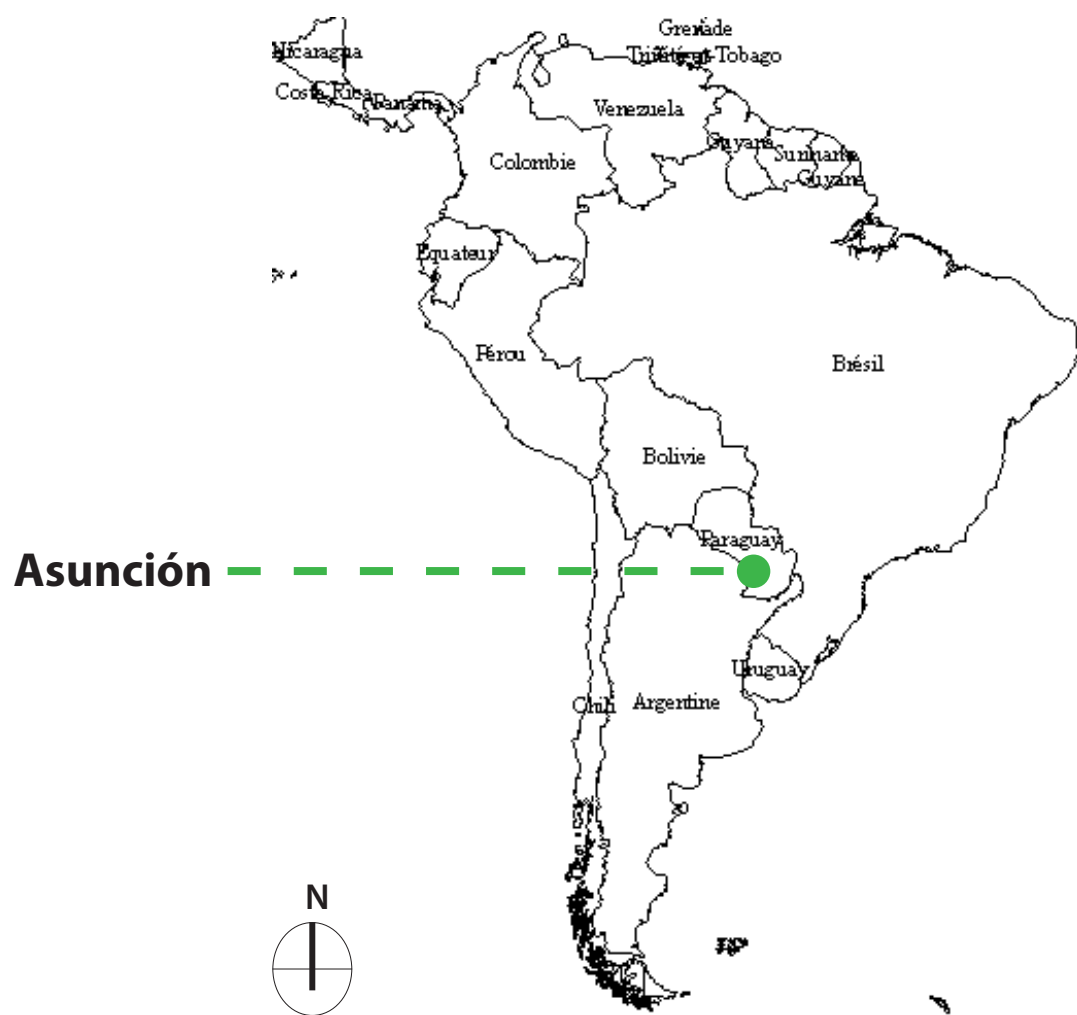 Grenade
Nicaragua
Trinité-et-Tobago
Costa Rica
Panama
Venezuela
Guyana
Colombie
Surinam
Guyane
Equateur
Pérou
Brésil
Bolivie
Paraguay
Asunción
Uruguay
Chili
Argentine
N